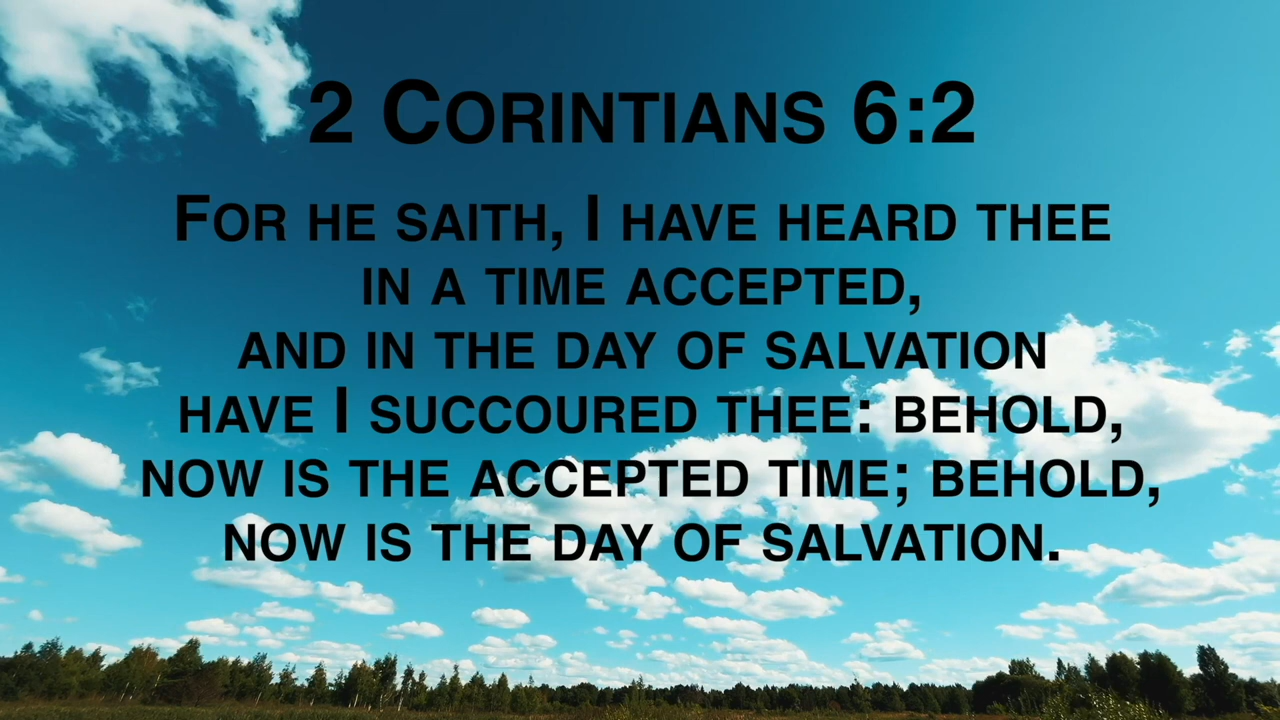 2 Corintians 6:2
For he saith, I have heard thee
in a time accepted,
and in the day of salvation
have I succoured thee: behold,
now is the accepted time; behold,
now is the day of salvation.